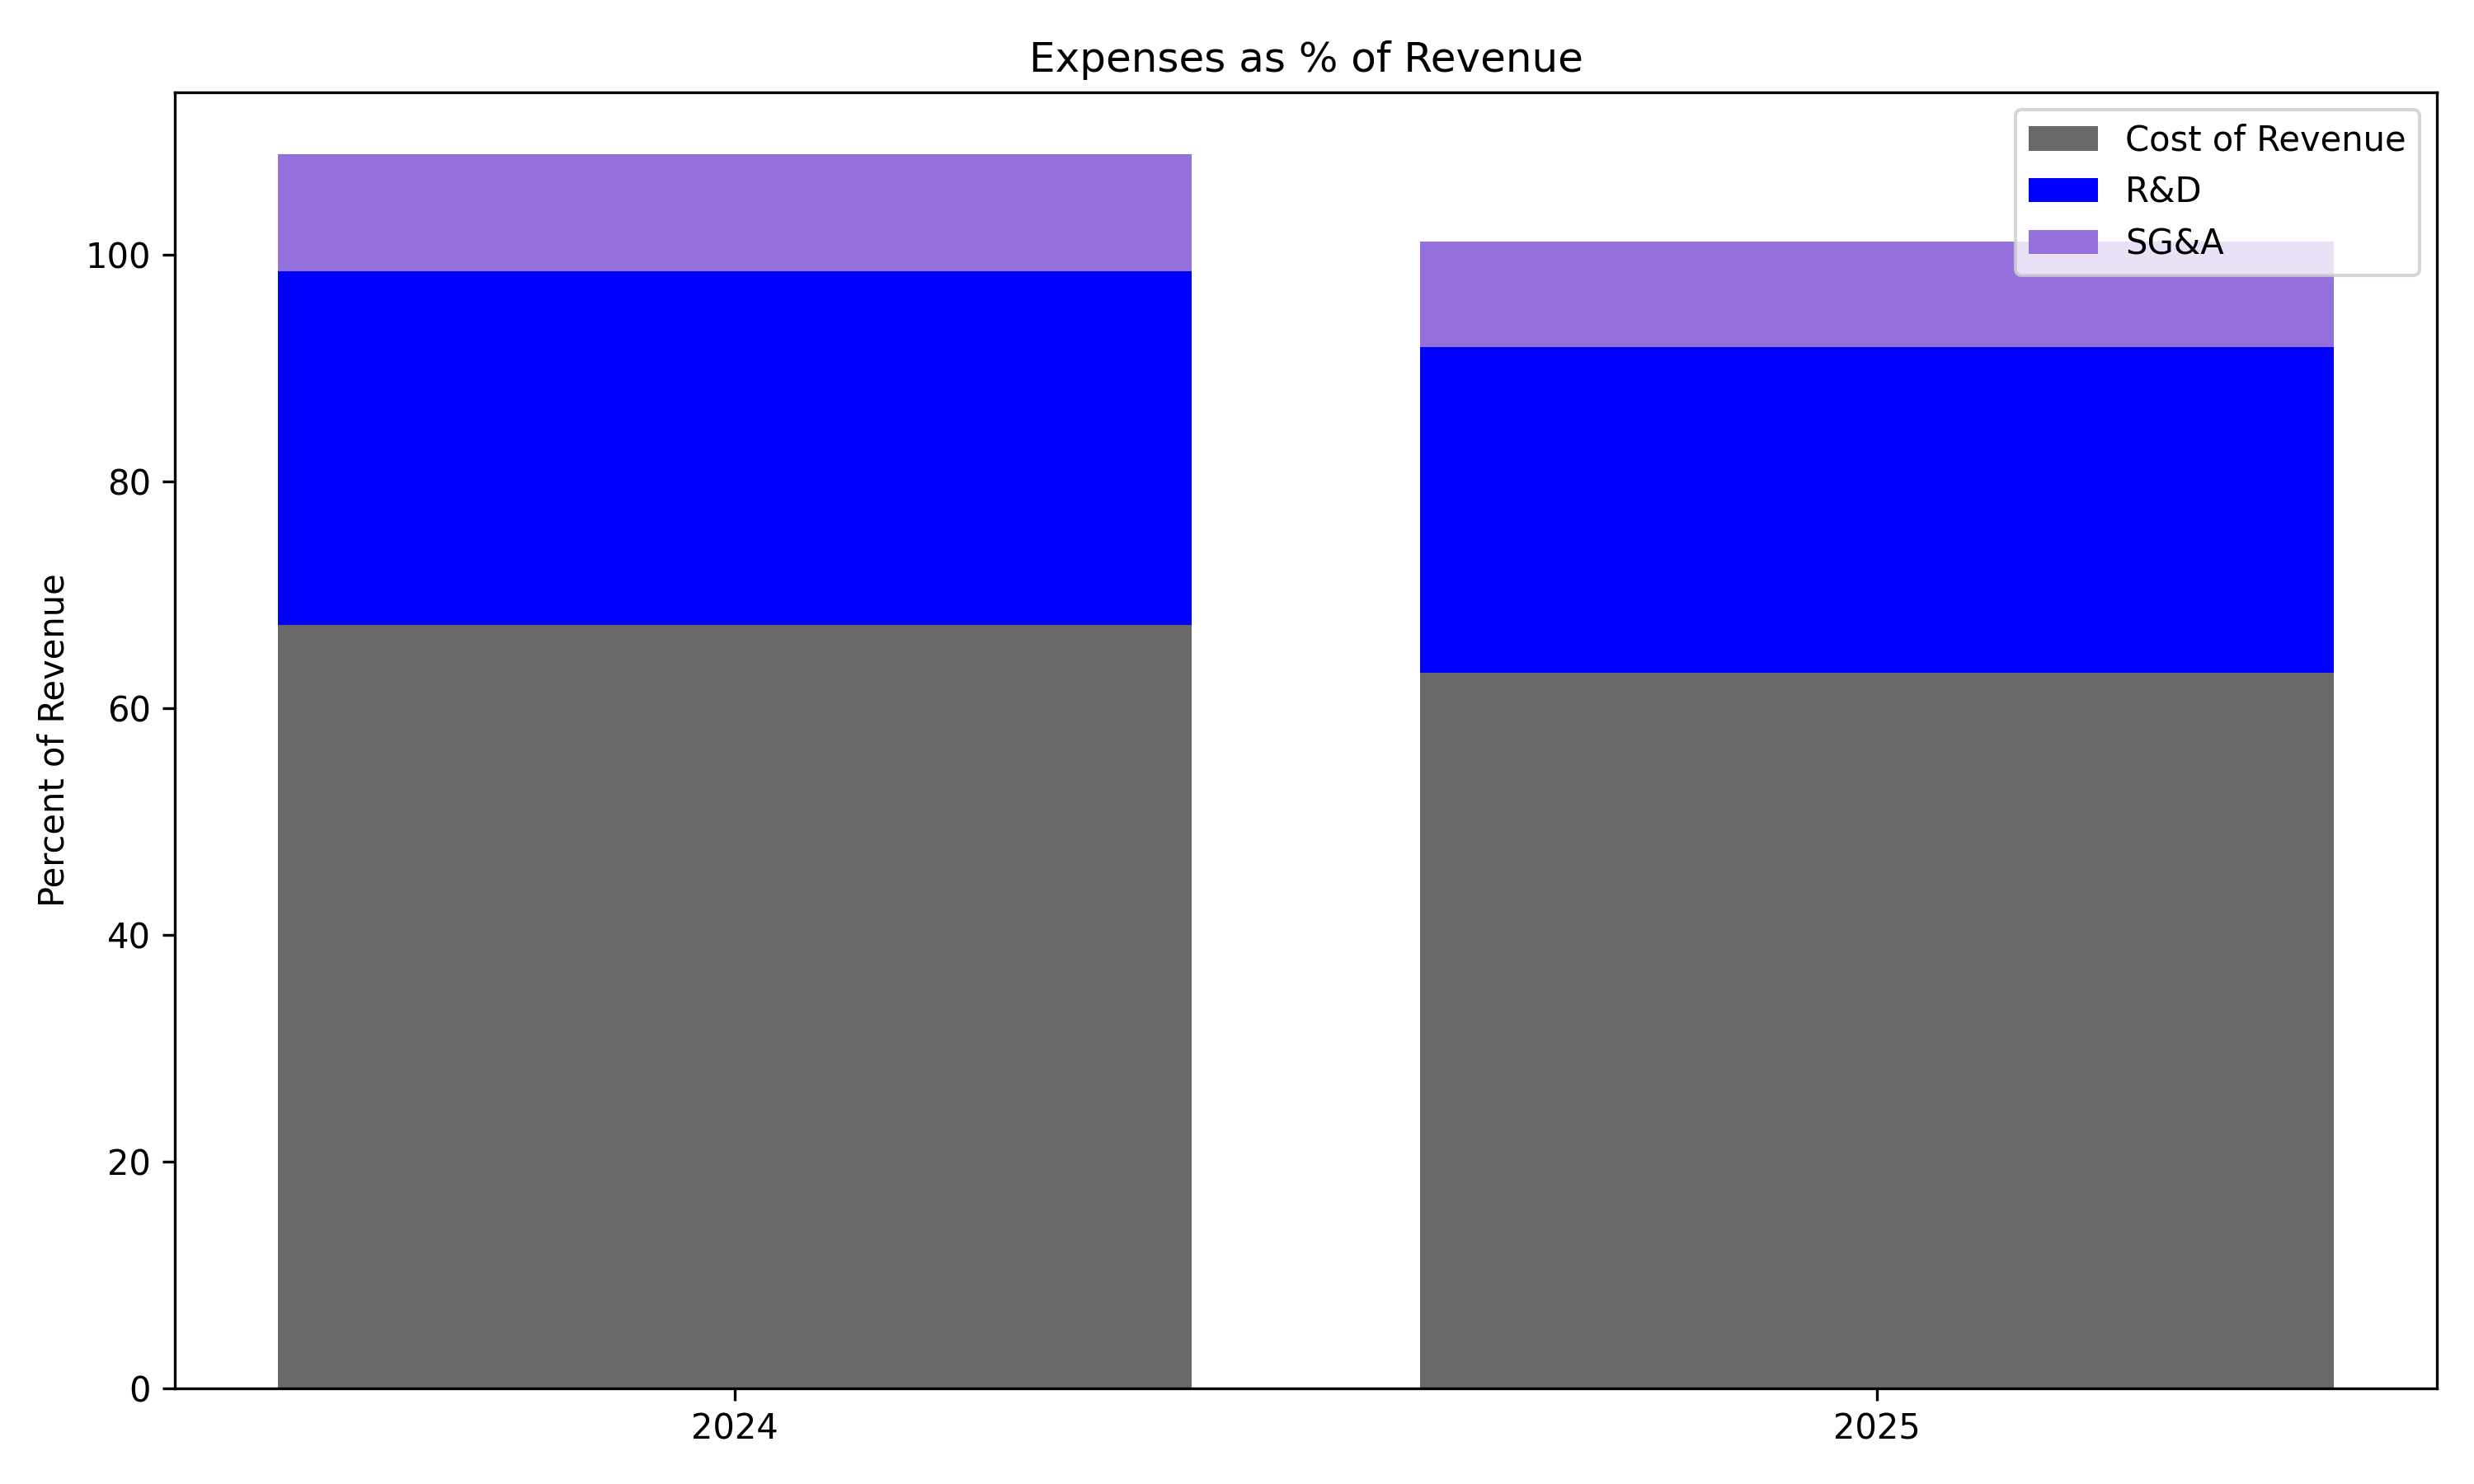 Expenses as % of Revenue
Cost of Revenue
R&D
SG&A
Percent of Revenue
100
80
60
40
20
0
2024
2025